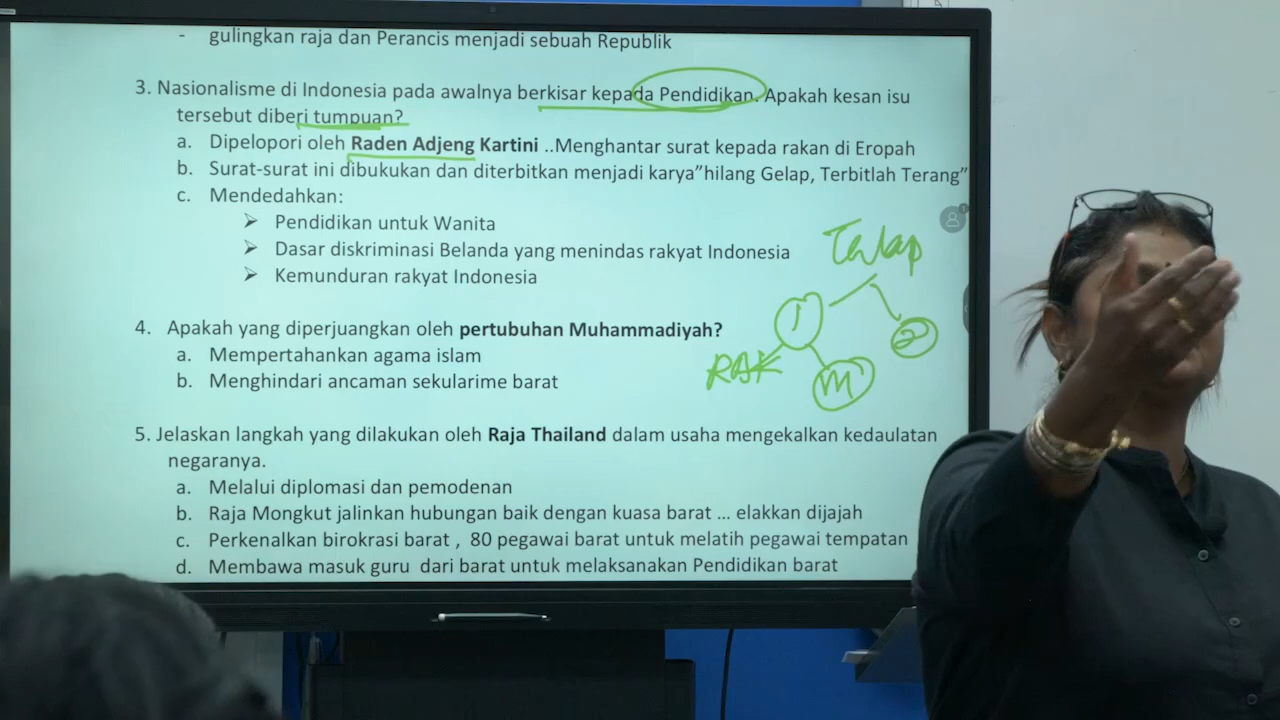 - gulingkan raja dan Perancis menjadi sebuah Republik
3. Nasionalisme di Indonesia pada awalnya berkisar kepada Pendidikan. Apakah kesan isu
tersebut diberi tumpuan?
a. Dipelopori oleh Raden Adjeng Kartini ..Menghantar surat kepada rakan di Eropah
b. Surat-surat ini dibukukan dan diterbitkan menjadi karya”hilang Gelap, Terbitlah Terang”
c. Mendedahkan:
➢ Pendidikan untuk Wanita
➢ Dasar diskriminasi Belanda yang menindas rakyat Indonesia
➢ Kemunduran rakyat Indonesia
1
2
RAK
M
4. Apakah yang diperjuangkan oleh pertubuhan Muhammadiyah?
a. Mempertahankan agama islam
b. Menghindari ancaman sekularime barat
5. Jelaskan langkah yang dilakukan oleh Raja Thailand dalam usaha mengekalkan kedaulatan
negaranya.
a. Melalui diplomasi dan pemodenan
b. Raja Mongkut jalinkan hubungan baik dengan kuasa barat ... elakkan dijajah
c. Perkenalkan birokrasi barat , 80 pegawai barat untuk melatih pegawai tempatan
d. Membawa masuk guru dari barat untuk melaksanakan Pendidikan barat